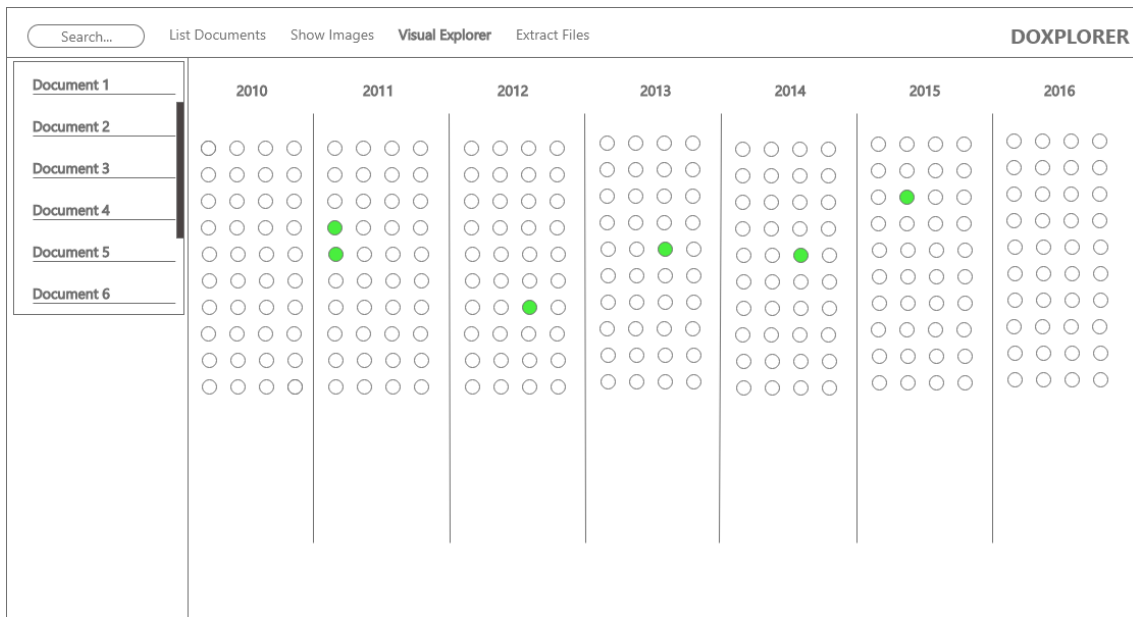 Search...
List Documents
Show Images
Visual Explorer
Extract Files
DOXPLORER
Document 1
Document 2
Document 3
Document 4
Document 5
Document 6
2010
2011
2012
2013
2014
2015
2016